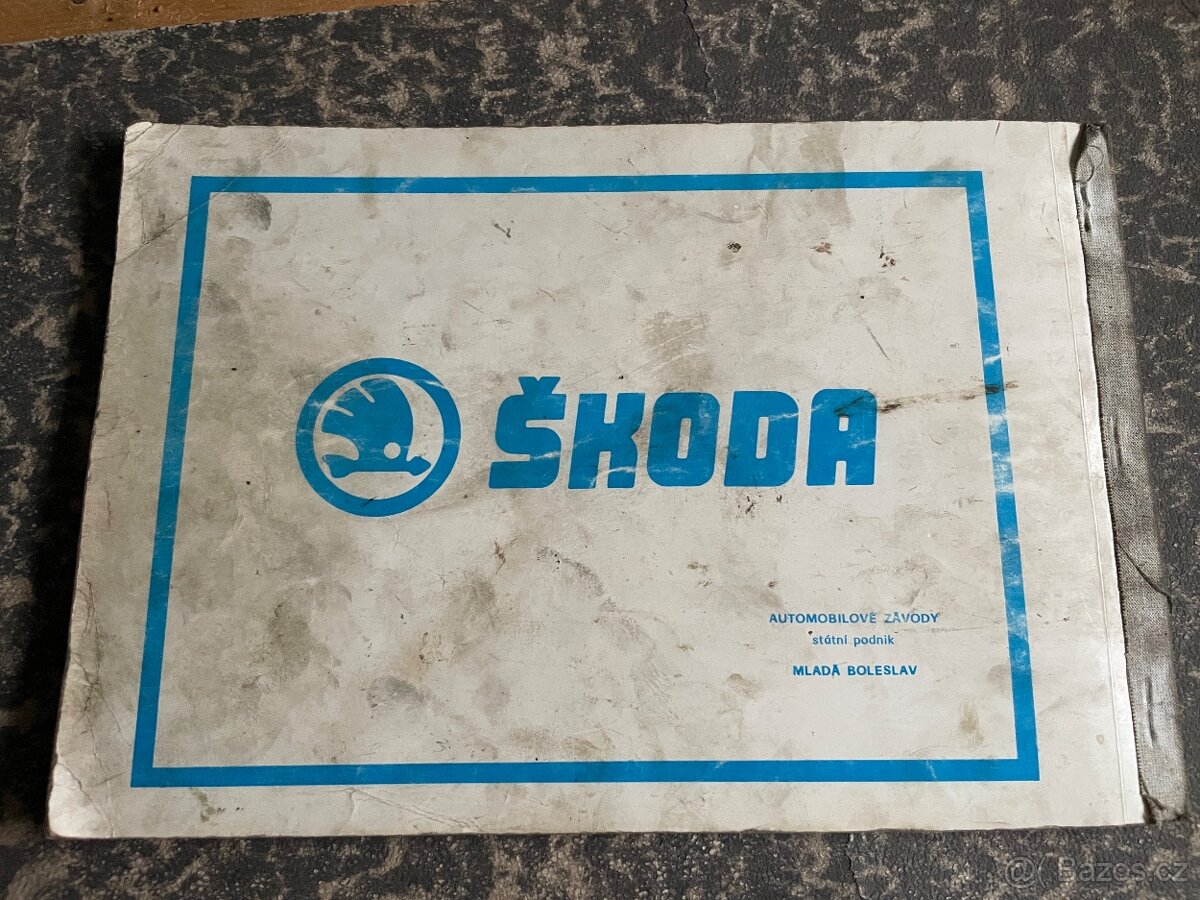 ŠKODA
AUTOMOBILOVÉ ZÁVODY
státní podnik
MLADÁ BOLESLAV
@ Bazos.cz